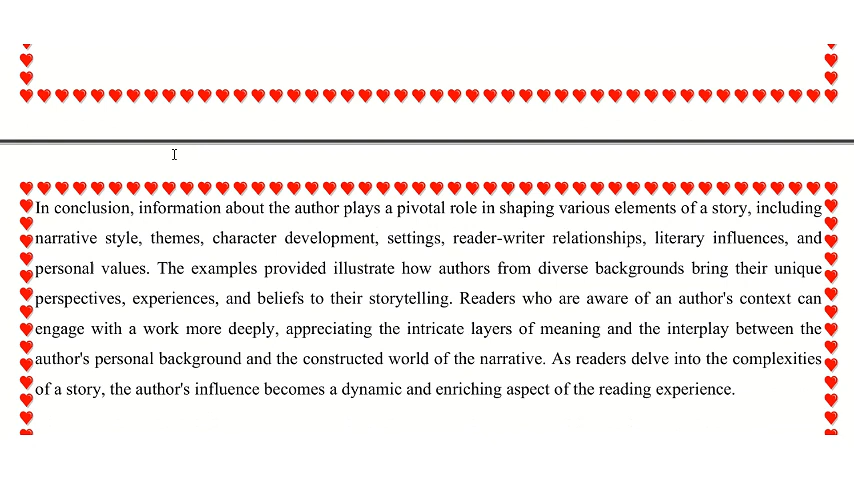 In conclusion, information about the author plays a pivotal role in shaping various elements of a story, including
narrative style, themes, character development, settings, reader-writer relationships, literary influences, and
personal values. The examples provided illustrate how authors from diverse backgrounds bring their unique
perspectives, experiences, and beliefs to their storytelling. Readers who are aware of an author's context can
engage with a work more deeply, appreciating the intricate layers of meaning and the interplay between the
author's personal background and the constructed world of the narrative. As readers delve into the complexities
of a story, the author's influence becomes a dynamic and enriching aspect of the reading experience.